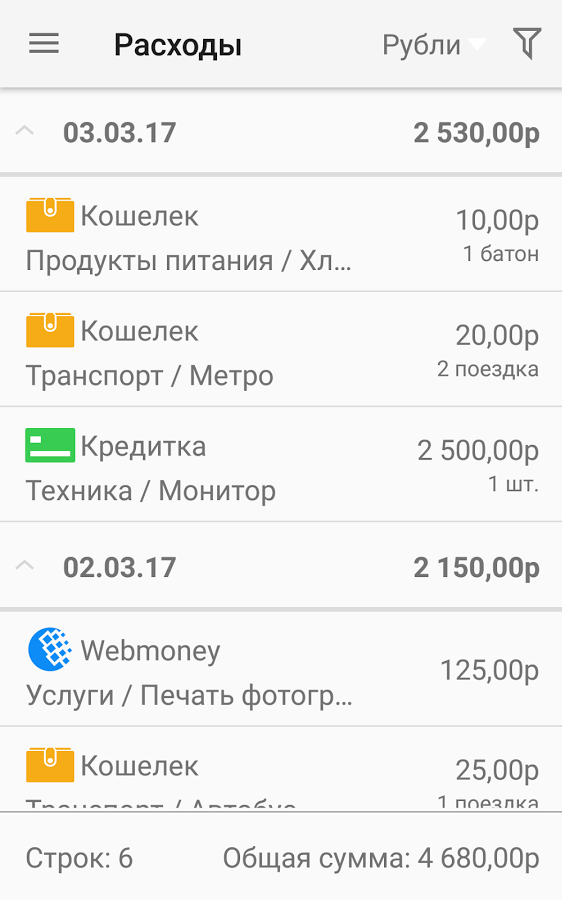 Расходы
Рубли
03.03.17 2 530,00р
Кошелек 10,00р
Продукты питания / Хл... 1 батон
Кошелек 20,00р
Транспорт / Метро 2 поездка
Кредитка 2 500,00р
Техника / Монитор 1 шт.
02.03.17 2 150,00р
Webmoney 125,00р
Услуги / Печать фотогр...
Кошелек 25,00р
Транспорт / Автобус 1 поездка
Строк: 6 Общая сумма: 4 680,00р